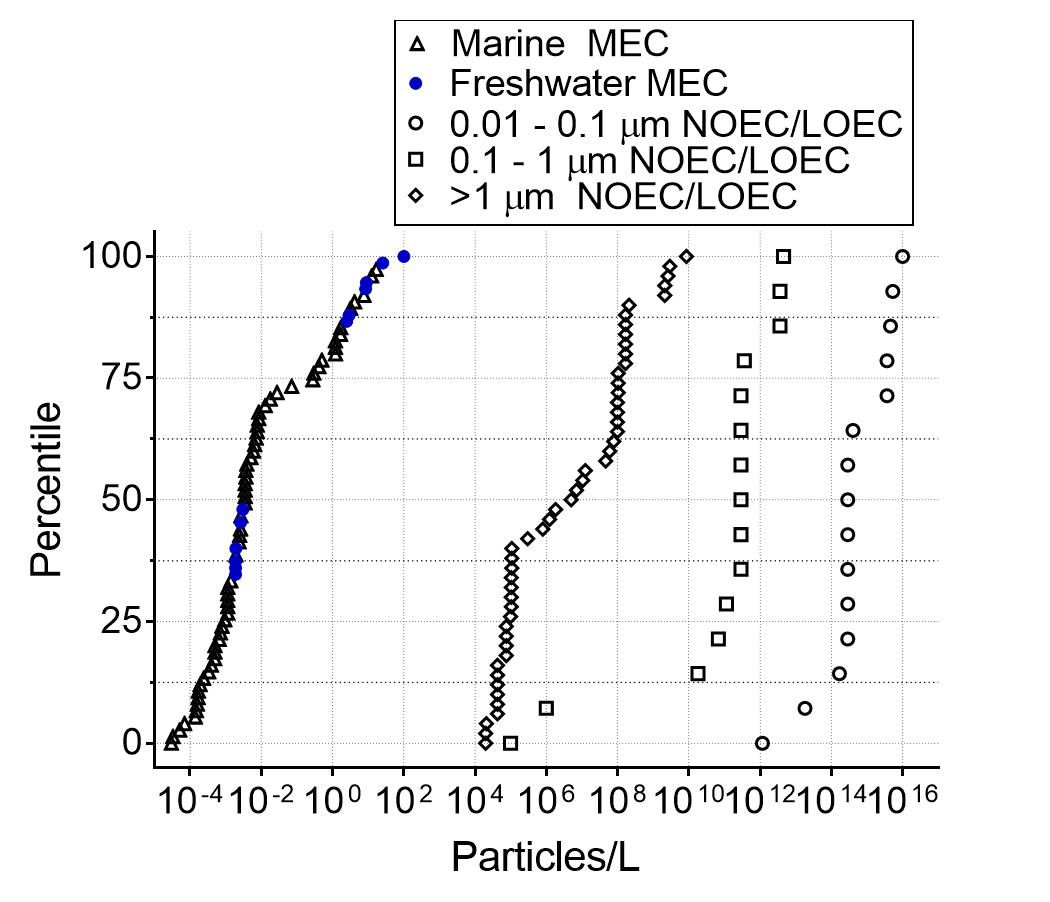 Marine MEC
Freshwater MEC
0.01 - 0.1 μm NOEC/LOEC
0.1 - 1 μm NOEC/LOEC
>1 μm NOEC/LOEC
100
75
50
25
0
Percentile
10⁻⁴ 10⁻² 10⁰ 10² 10⁴ 10⁶ 10⁸ 10¹⁰ 10¹² 10¹⁴ 10¹⁶
Particles/L